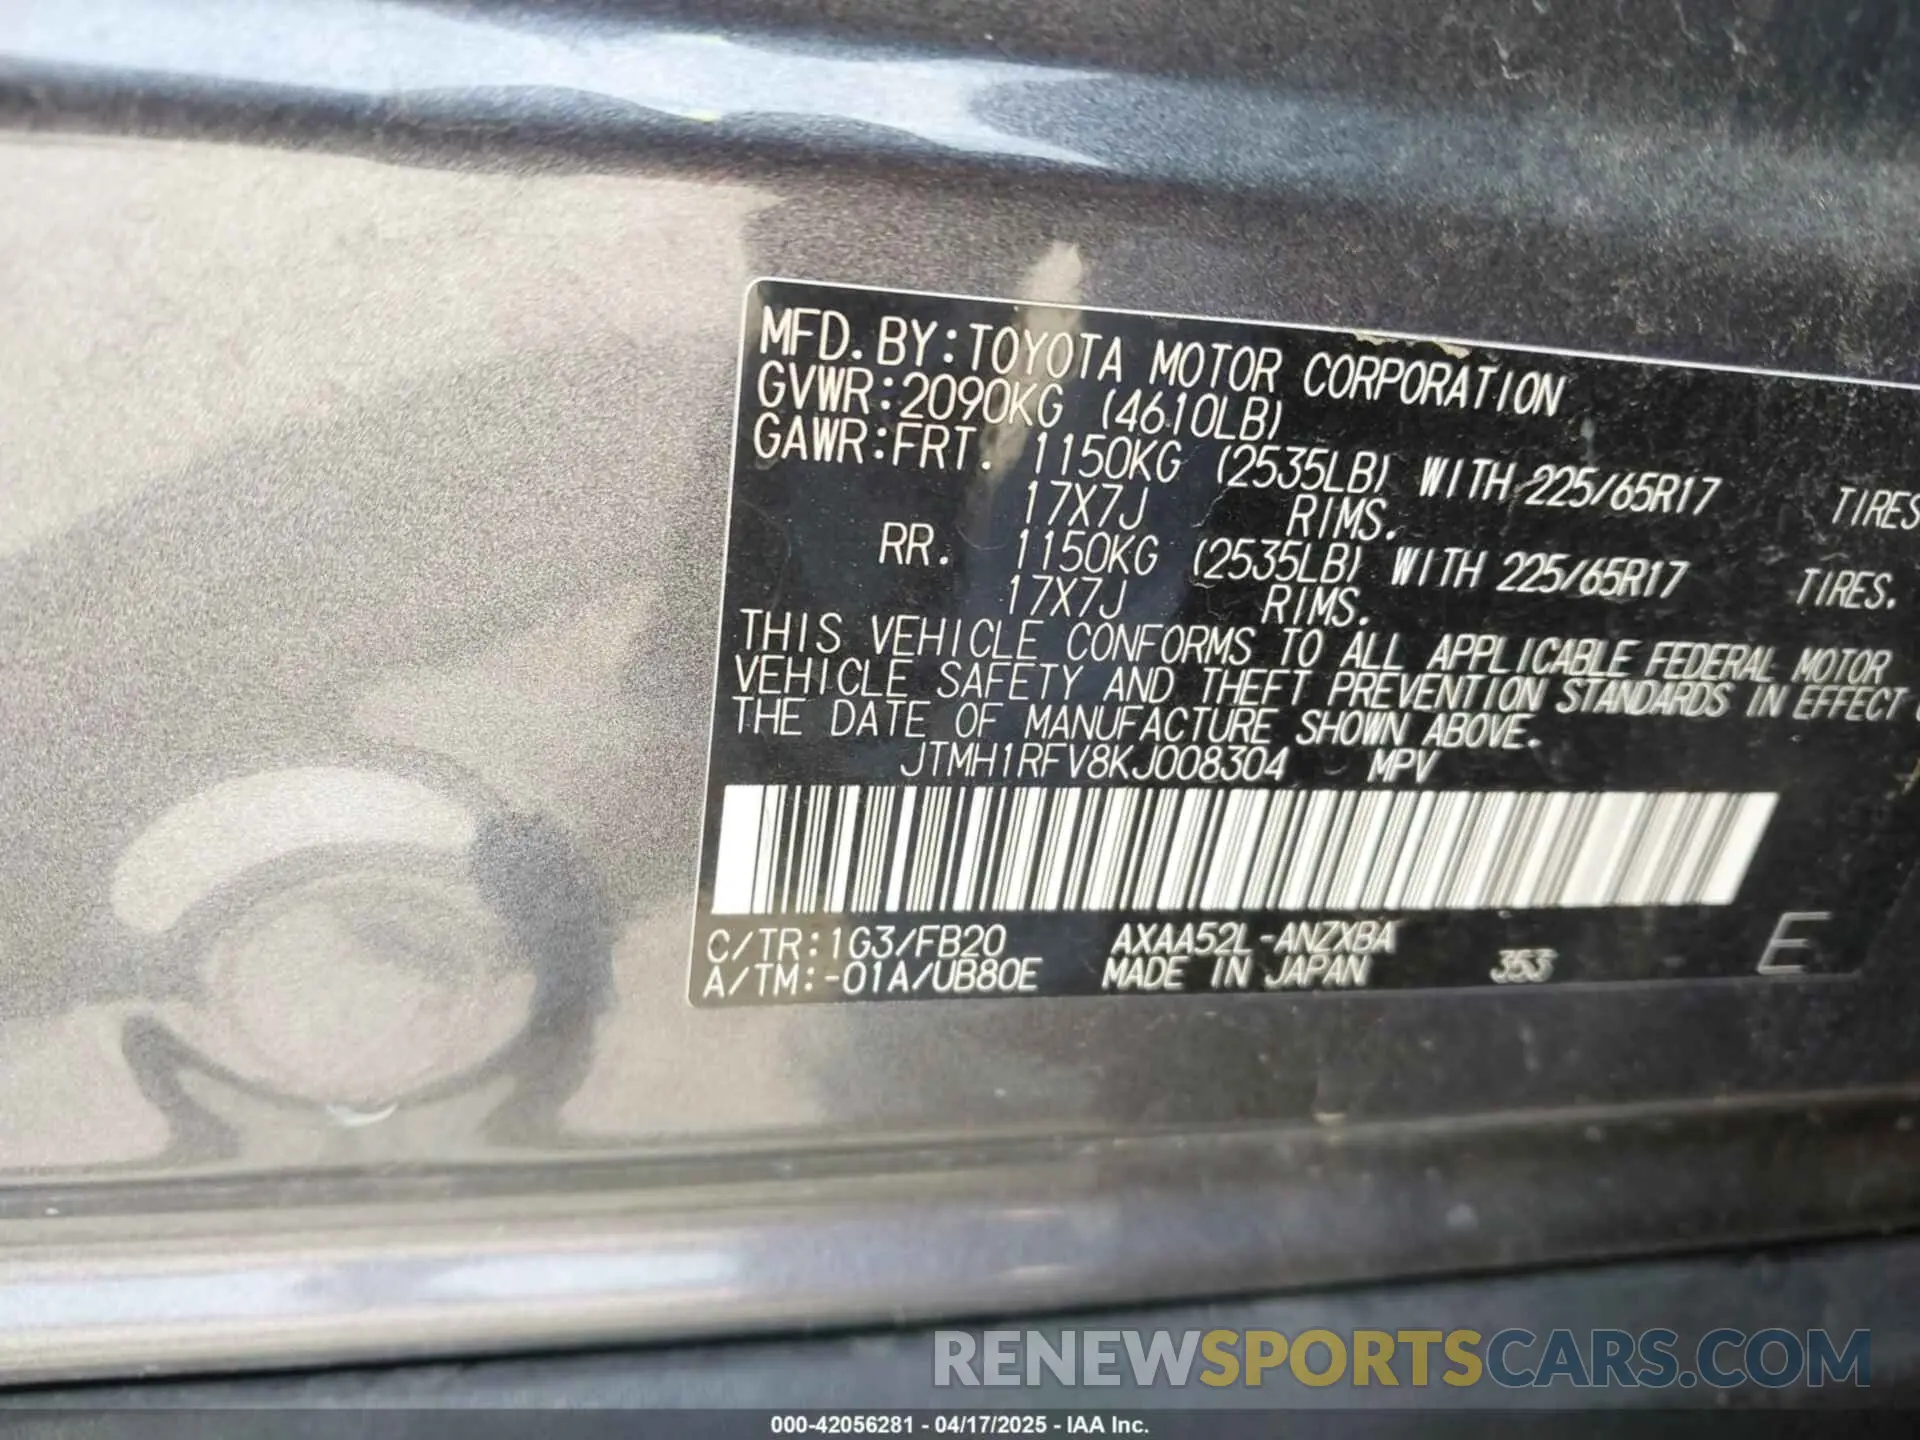 MFD. BY: TOYOTA MOTOR CORPORATION
GVWR: 2090KG (4610LB)
GAWR: FRT. 1150KG (2535LB) WITH 225/65R17 TIRES
17X7J RIMS.
RR. 1150KG (2535LB) WITH 225/65R17 TIRES.
17X7J RIMS.
THIS VEHICLE CONFORMS TO ALL APPLICABLE FEDERAL MOTOR
VEHICLE SAFETY AND THEFT PREVENTION STANDARDS IN EFFECT
THE DATE OF MANUFACTURE SHOWN ABOVE.
JTMH1RFV8KJ008304 MPV
C/TR: 1G3/FB20 AXAA52L-ANZXBA
A/TM: -01A/UB80E MADE IN JAPAN 353 E
RENEWSPORTSCARS.COM
000-42056281 - 04/17/2025 - IAA Inc.